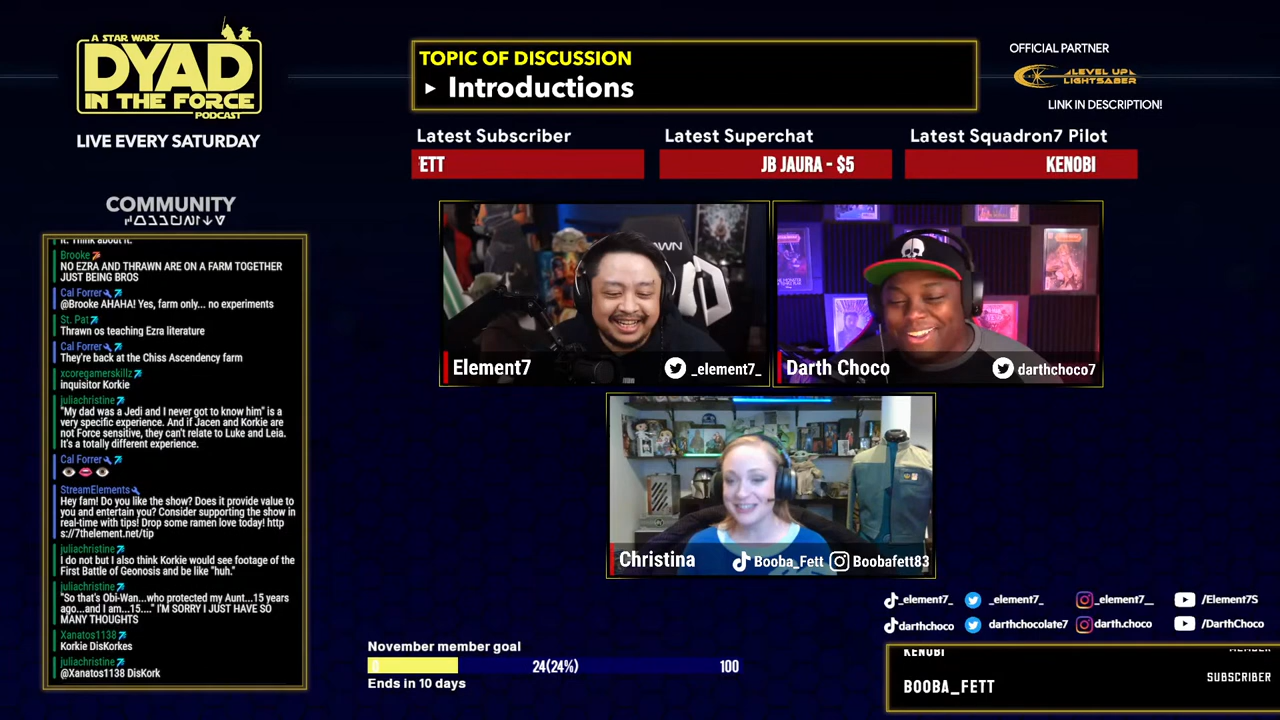 A STAR WARS
DYAD
IN THE FORCE
PODCAST
LIVE EVERY SATURDAY
TOPIC OF DISCUSSION
► Introductions
OFFICIAL PARTNER
LEVEL UP
LIGHTSABER
LINK IN DESCRIPTION!
Latest Subscriber
ETT
Latest Superchat
JB JAURA - $5
Latest Squadron7 Pilot
KENOBI
COMMUNITY
it. Think about it.
Brooke
NO EZRA AND THRAWN ARE ON A FARM TOGETHER
JUST BEING BROS
Cal Forrer
@Brooke AHAHA! Yes, farm only... no experiments
St. Pat
Thrawn os teaching Ezra literature
Cal Forrer
They're back at the Chiss Ascendency farm
xcoregamerskillz
inquisitor Korkie
juliachristine
"My dad was a Jedi and I never got to know him" is a
very specific experience. And if Jacen and Korkie are
not Force sensitive, they can't relate to Luke and Leia.
It's a totally different experience.
Cal Forrer
👁️👄👁️
StreamElements
Hey fam! Do you like the show? Does it provide value to
you and entertain you? Consider supporting the show in
real-time with tips! Drop some ramen love today! http
s://7thelement.net/tip
juliachristine
I do not but I also think Korkie would see footage of the
First Battle of Geonosis and be like "huh."
juliachristine
"So that's Obi-Wan...who protected my Aunt...15 years
ago...and I am...15...." I'M SORRY I JUST HAVE SO
MANY THOUGHTS
Xanatos1138
Korkie DisKorkes
juliachristine
@Xanatos1138 DisKork
Element7
_element7_
Darth Choco
darthchoco7
Christina
Booba_Fett
Boobafett83
November member goal
0
24(24%)
100
Ends in 10 days
_element7_
_element7_
_element7__
/Element7S
darthchoco
darthchocolate7
darth.choco
/DarthChoco
KENOBI
MEMBER
BOOBA_FETT
SUBSCRIBER